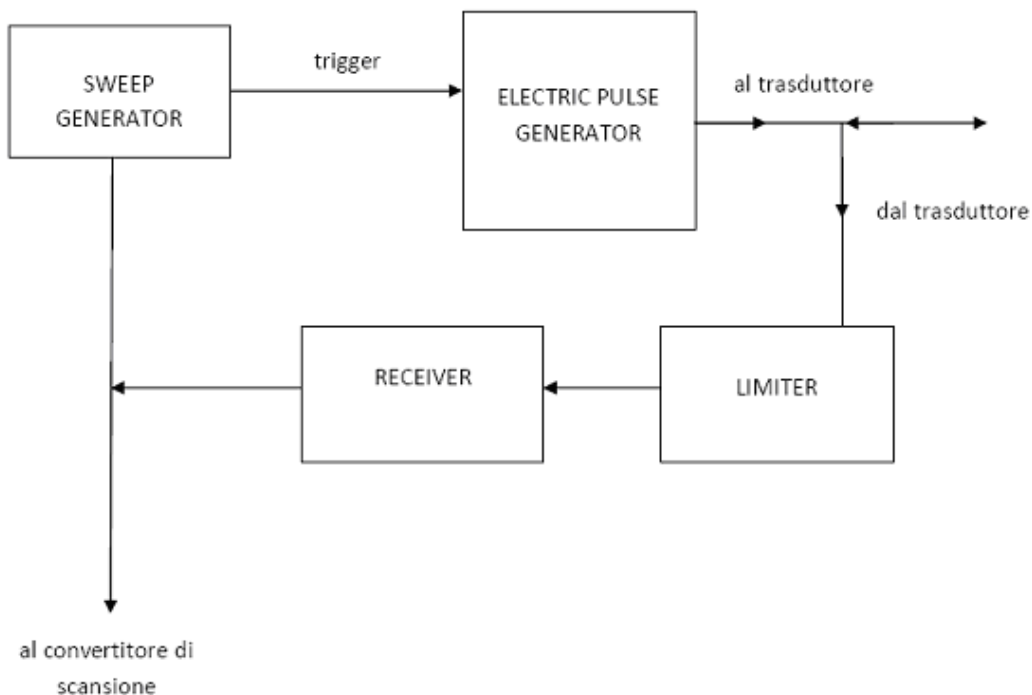 SWEEP
GENERATOR
trigger
ELECTRIC PULSE
GENERATOR
al trasduttore
dal trasduttore
RECEIVER
LIMITER
al convertitore di
scansione